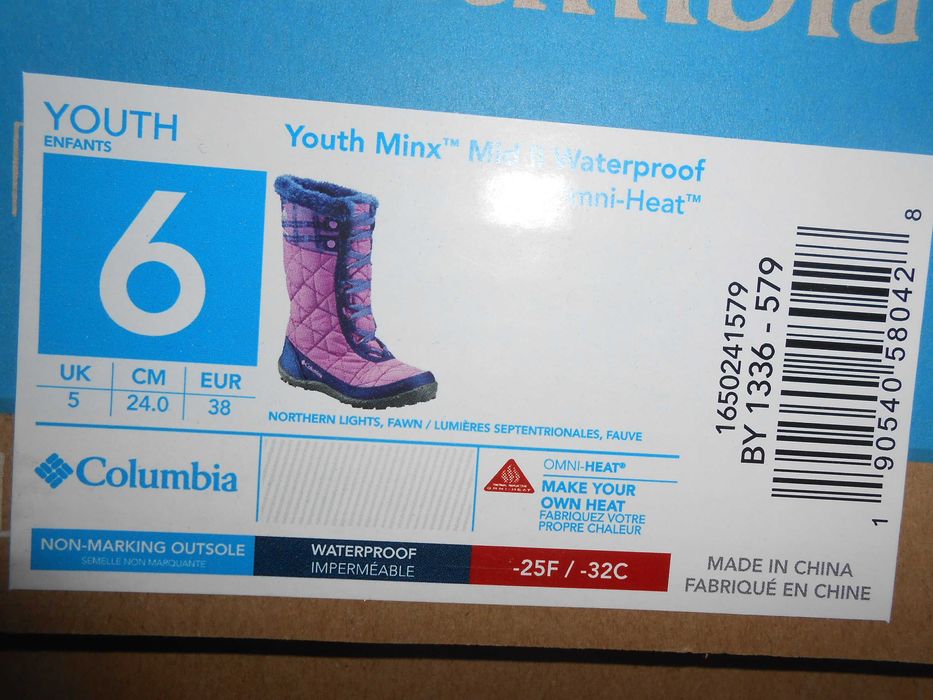 YOUTH
ENFANTS
6
UK CM EUR
5 24.0 38
Youth Minx™ Mid II Waterproof
Omni-Heat™
NORTHERN LIGHTS, FAWN / LUMIÈRES SEPTENTRIONALES, FAUVE
1650241579
BY 1336 - 579
1 90540 58042 8
Columbia
OMNI-HEAT®
MAKE YOUR
OWN HEAT
FABRIQUEZ VOTRE
PROPRE CHALEUR
NON-MARKING OUTSOLE
SEMELLE NON MARQUANTE
WATERPROOF
IMPERMÉABLE
-25F / -32C
MADE IN CHINA
FABRIQUÉ EN CHINE